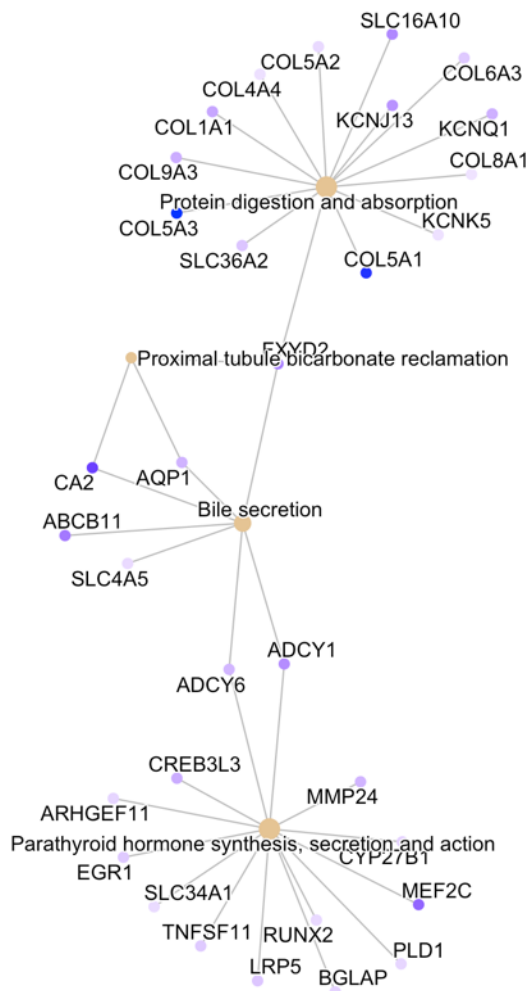 SLC16A10
COL5A2
COL6A3
COL4A4
KCNJ13
KCNQ1
COL1A1
COL8A1
COL9A3
Protein digestion and absorption
COL5A3
KCNK5
SLC36A2
COL5A1
FXYD2
Proximal tubule bicarbonate reclamation
CA2
AQP1
Bile secretion
ABCB11
SLC4A5
ADCY1
ADCY6
CREB3L3
MMP24
ARHGEF11
Parathyroid hormone synthesis, secretion and action
CYP27B1
EGR1
SLC34A1
MEF2C
TNFSF11
RUNX2
PLD1
LRP5
BGLAP